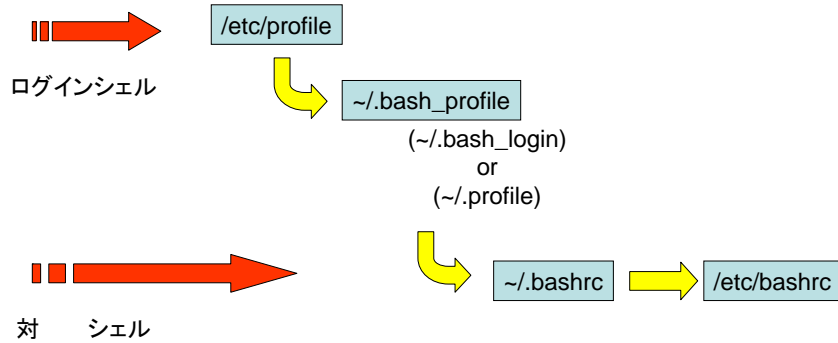 /etc/profile
ログインシェル
~/.bash_profile
(~/.bash_login)
or
(~/.profile)
~/.bashrc
/etc/bashrc
対 シェル